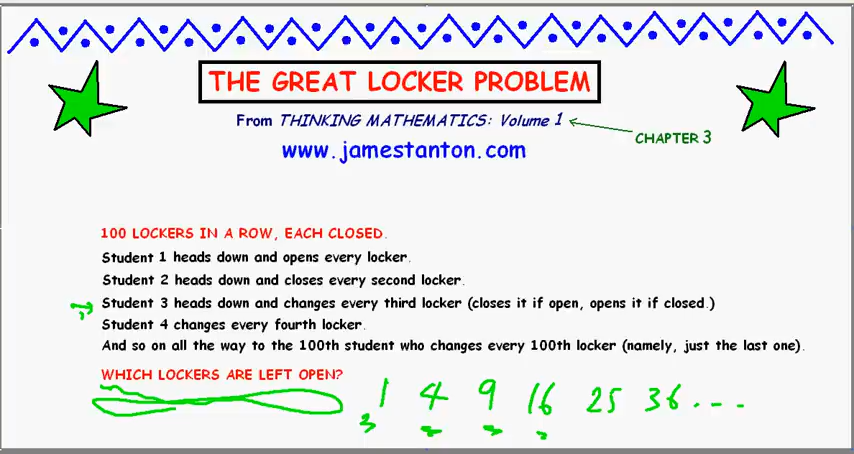 THE GREAT LOCKER PROBLEM
From THINKING MATHEMATICS: Volume 1
CHAPTER 3
www.jamestanton.com
100 LOCKERS IN A ROW, EACH CLOSED.
Student 1 heads down and opens every locker.
Student 2 heads down and closes every second locker.
Student 3 heads down and changes every third locker (closes it if open, opens it if closed.)
Student 4 changes every fourth locker.
And so on all the way to the 100th student who changes every 100th locker (namely, just the last one).
WHICH LOCKERS ARE LEFT OPEN?
1 4 9 16 25 36 ...